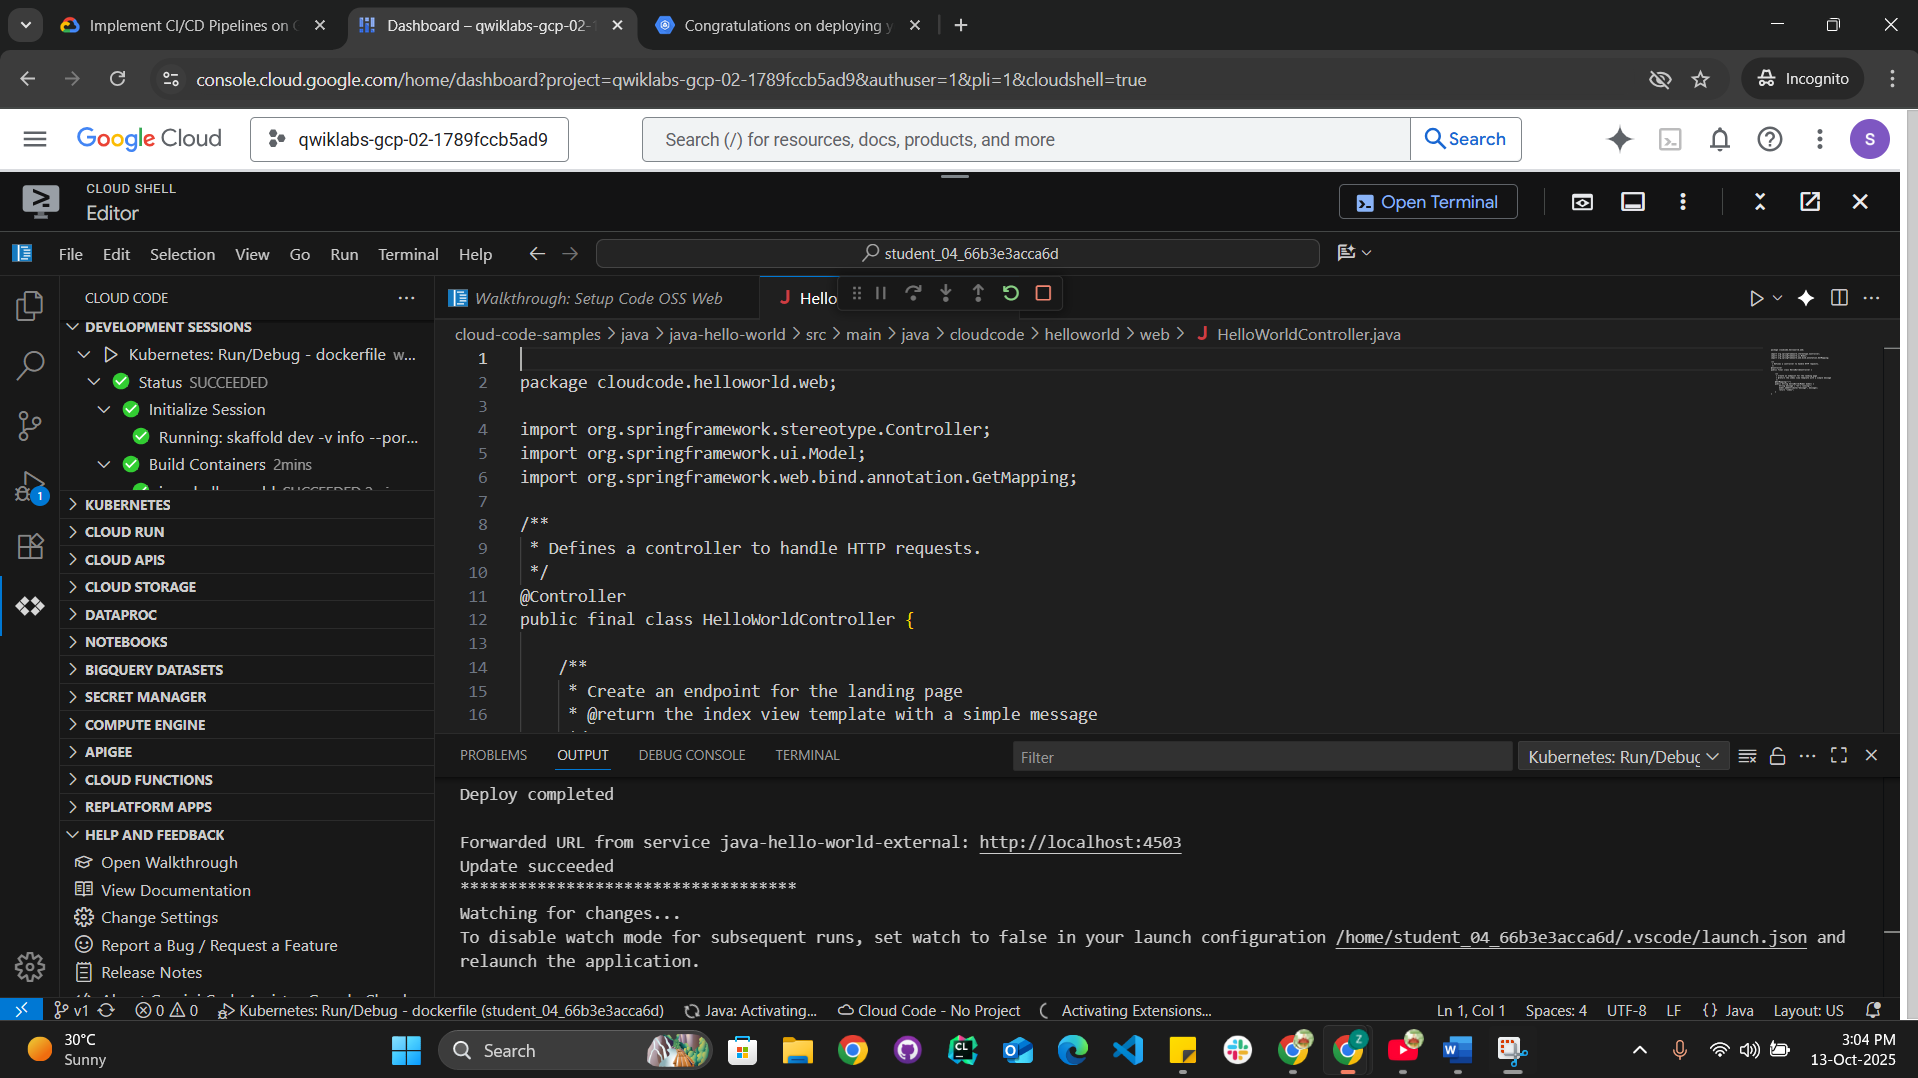 Implement CI/CD Pipelines on G
Dashboard – qwiklabs-gcp-02-1
Congratulations on deploying y
console.cloud.google.com/home/dashboard?project=qwiklabs-gcp-02-1789fccb5ad9&authuser=1&pli=1&cloudshell=true
Incognito
Google Cloud
qwiklabs-gcp-02-1789fccb5ad9
Search (/) for resources, docs, products, and more
Search
S
CLOUD SHELL
Editor
Open Terminal
File Edit Selection View Go Run Terminal Help
student_04_66b3e3acca6d
CLOUD CODE
DEVELOPMENT SESSIONS
Kubernetes: Run/Debug - dockerfile w...
Status SUCCEEDED
Initialize Session
Running: skaffold dev -v info --por...
Build Containers 2mins
KUBERNETES
CLOUD RUN
CLOUD APIS
CLOUD STORAGE
DATAPROC
NOTEBOOKS
BIGQUERY DATASETS
SECRET MANAGER
COMPUTE ENGINE
APIGEE
CLOUD FUNCTIONS
REPLATFORM APPS
HELP AND FEEDBACK
Open Walkthrough
View Documentation
Change Settings
Report a Bug / Request a Feature
Release Notes
Walkthrough: Setup Code OSS Web
J Hello
cloud-code-samples > java > java-hello-world > src > main > java > cloudcode > helloworld > web > J HelloWorldController.java
1
2 package cloudcode.helloworld.web;
3
4 import org.springframework.stereotype.Controller;
5 import org.springframework.ui.Model;
6 import org.springframework.web.bind.annotation.GetMapping;
7
8 /**
9 * Defines a controller to handle HTTP requests.
10 */
11 @Controller
12 public final class HelloWorldController {
13
14 /**
15 * Create an endpoint for the landing page
16 * @return the index view template with a simple message
PROBLEMS OUTPUT DEBUG CONSOLE TERMINAL
Filter
Kubernetes: Run/Debug
Deploy completed
Forwarded URL from service java-hello-world-external: http://localhost:4503
Update succeeded
***********************************
Watching for changes...
To disable watch mode for subsequent runs, set watch to false in your launch configuration /home/student_04_66b3e3acca6d/.vscode/launch.json and
relaunch the application.
v1 0 0 Kubernetes: Run/Debug - dockerfile (student_04_66b3e3acca6d) Java: Activating... Cloud Code - No Project Activating Extensions... Ln 1, Col 1 Spaces: 4 UTF-8 LF {} Java Layout: US
30°C
Sunny
Search
3:04 PM
13-Oct-2025